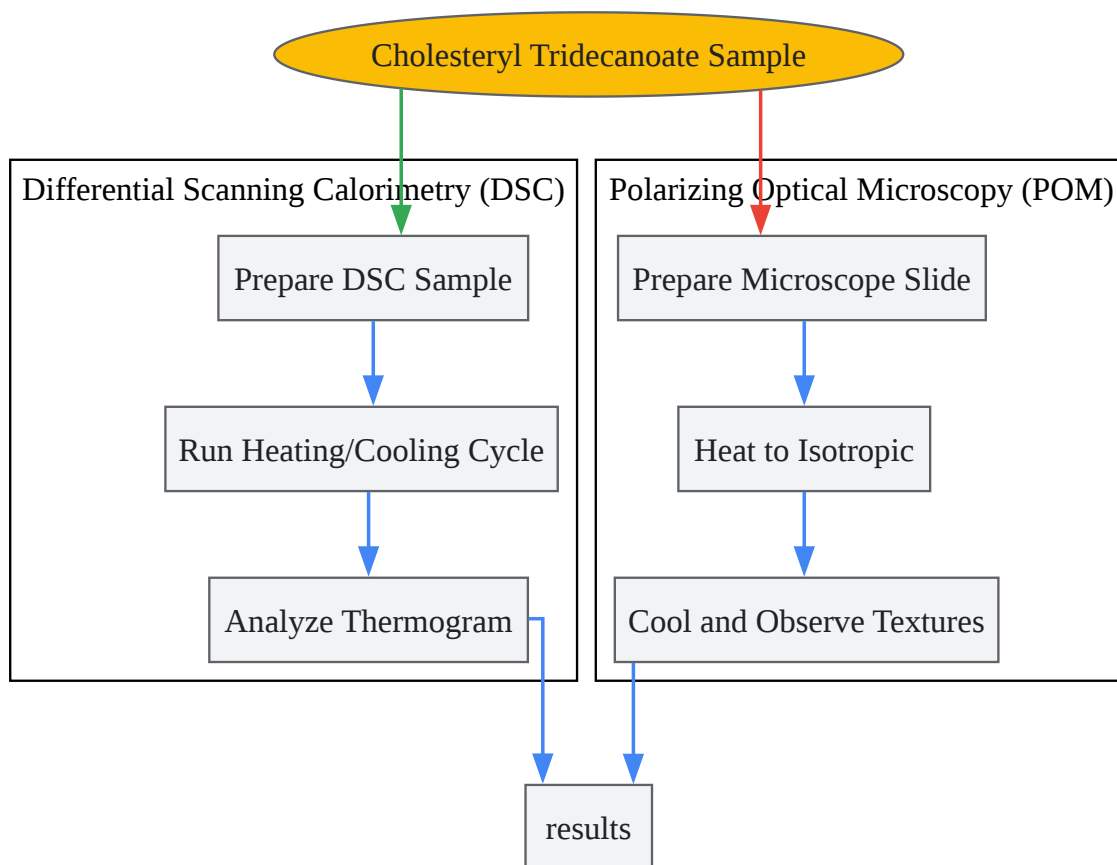 Cholesteryl Tridecanoate Sample
Differential Scanning Calorimetry (DSC)
Prepare DSC Sample
Run Heating/Cooling Cycle
Analyze Thermogram
Polarizing Optical Microscopy (POM)
Prepare Microscope Slide
Heat to Isotropic
Cool and Observe Textures
results